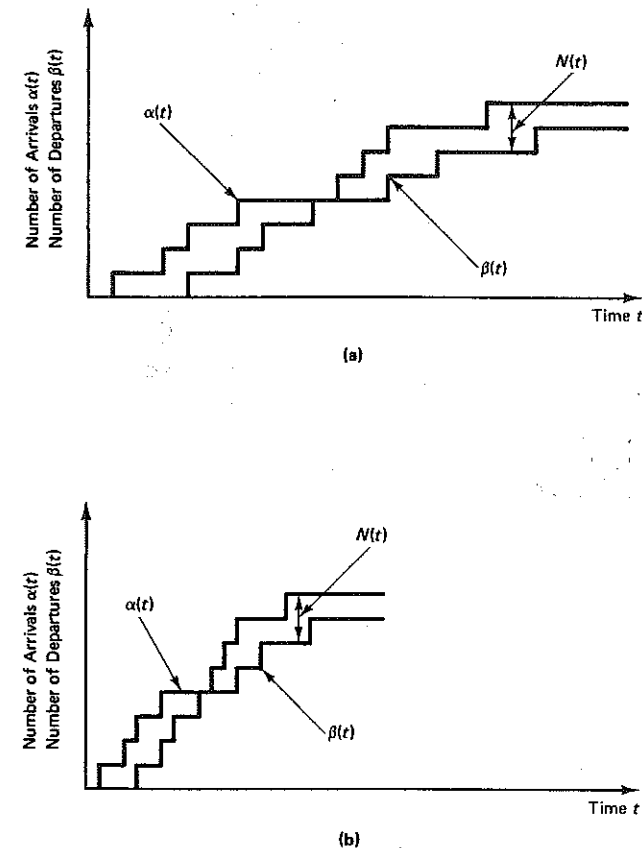 Number of Arrivals α(t)
Number of Departures β(t)
α(t)
N(t)
β(t)
Time t
(a)
Number of Arrivals α(t)
Number of Departures β(t)
α(t)
N(t)
β(t)
Time t
(b)